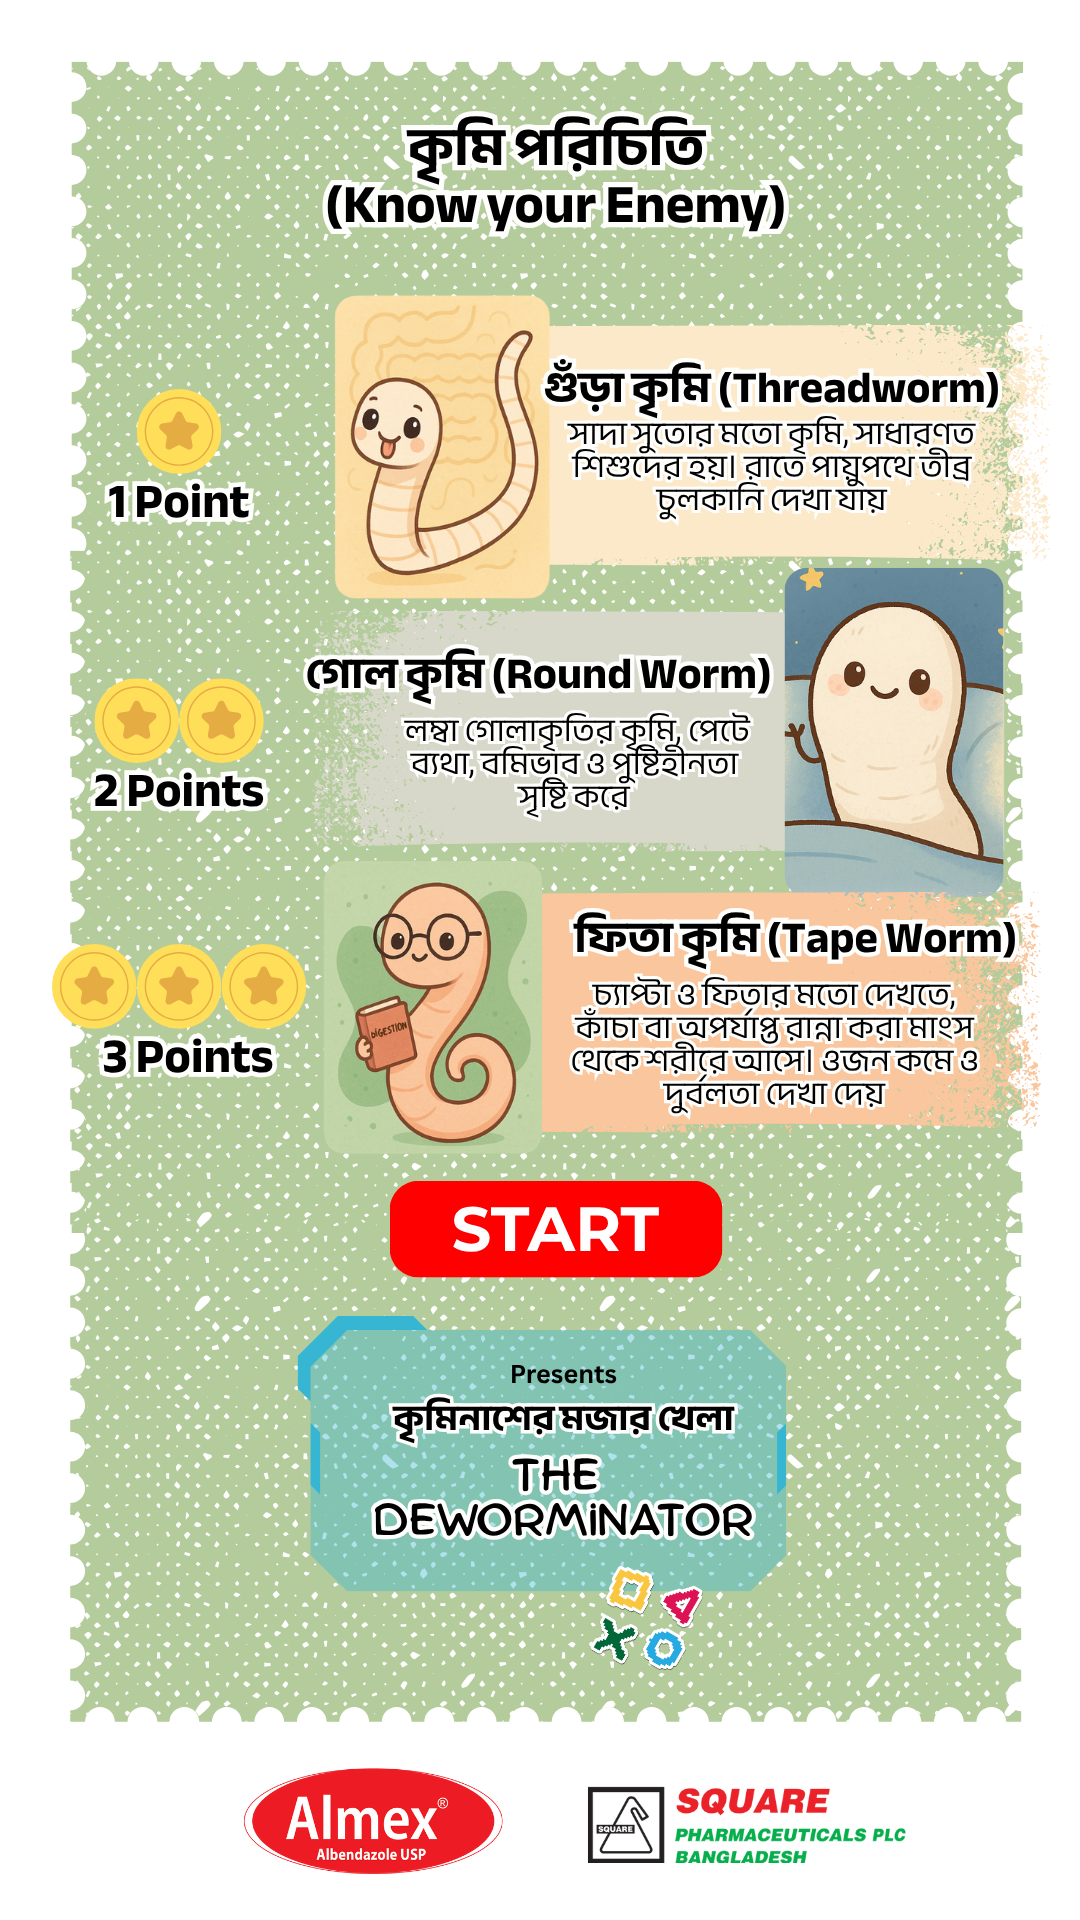 কৃমি পরিচিতি
(Know your Enemy)
1 Point
গুঁড়া কৃমি (Threadworm)
সাদা সুতোর মতো কৃমি, সাধারণত
শিশুদের হয়। রাতে পায়ুপথে তীব্র
চুলকানি দেখা যায়
2 Points
গোল কৃমি (Round Worm)
লম্বা গোলাকৃতির কৃমি, পেটে
ব্যথা, বমিভাব ও পুষ্টিহীনতা
সৃষ্টি করে
3 Points
DIGESTION
ফিতা কৃমি (Tape Worm)
চ্যাপ্টা ও ফিতার মতো দেখতে,
কাঁচা বা অপর্যাপ্ত রান্না করা মাংস
থেকে শরীরে আসে। ওজন কমে ও
দুর্বলতা দেখা দেয়
START
Presents
কৃমিনাশের মজার খেলা
THE
DEWORMINATOR
Almex®
Albendazole USP
SQUARE
SQUARE
PHARMACEUTICALS PLC
BANGLADESH